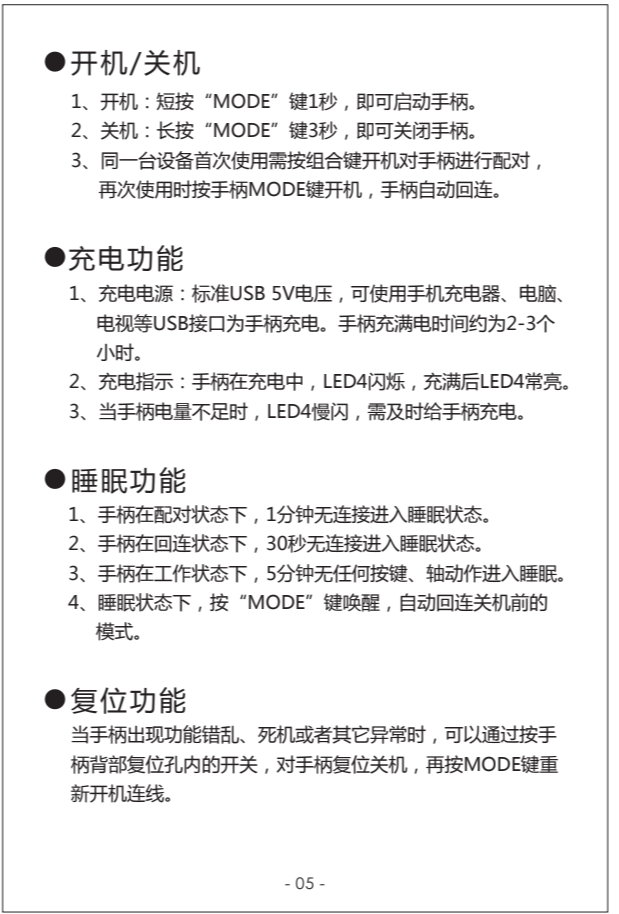 ●开机/关机
1、开机：短按“MODE”键1秒，即可启动手柄。
2、关机：长按“MODE”键3秒，即可关闭手柄。
3、同一台设备首次使用需按组合键开机对手柄进行配对，
再次使用时按手柄MODE键开机，手柄自动回连。
●充电功能
1、充电电源：标准USB 5V电压，可使用手机充电器、电脑、
电视等USB接口为手柄充电。手柄充满电时间约为2-3个
小时。
2、充电指示：手柄在充电中，LED4闪烁，充满后LED4常亮。
3、当手柄电量不足时，LED4慢闪，需及时给手柄充电。
●睡眠功能
1、手柄在配对状态下，1分钟无连接进入睡眠状态。
2、手柄在回连状态下，30秒无连接进入睡眠状态。
3、手柄在工作状态下，5分钟无任何按键、轴动作进入睡眠。
4、睡眠状态下，按“MODE”键唤醒，自动回连关机前的
模式。
●复位功能
当手柄出现功能错乱、死机或者其它异常时，可以通过按手
柄背部复位孔内的开关，对手柄复位关机，再按MODE键重
新开机连线。
- 05 -